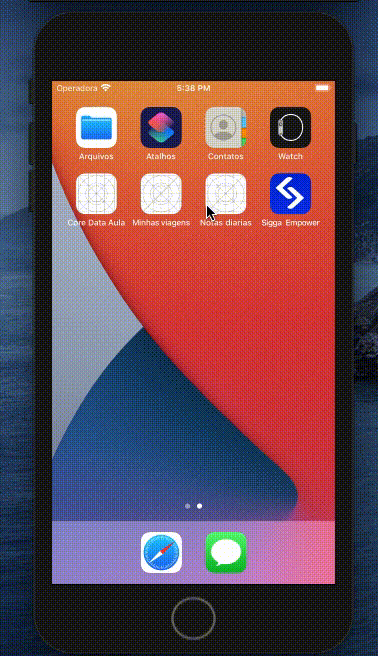 Operadora 5:38 PM
Arquivos Atalhos Contatos Watch
Core Data Aula Minhas viagens Notas diarias Sigga Empower